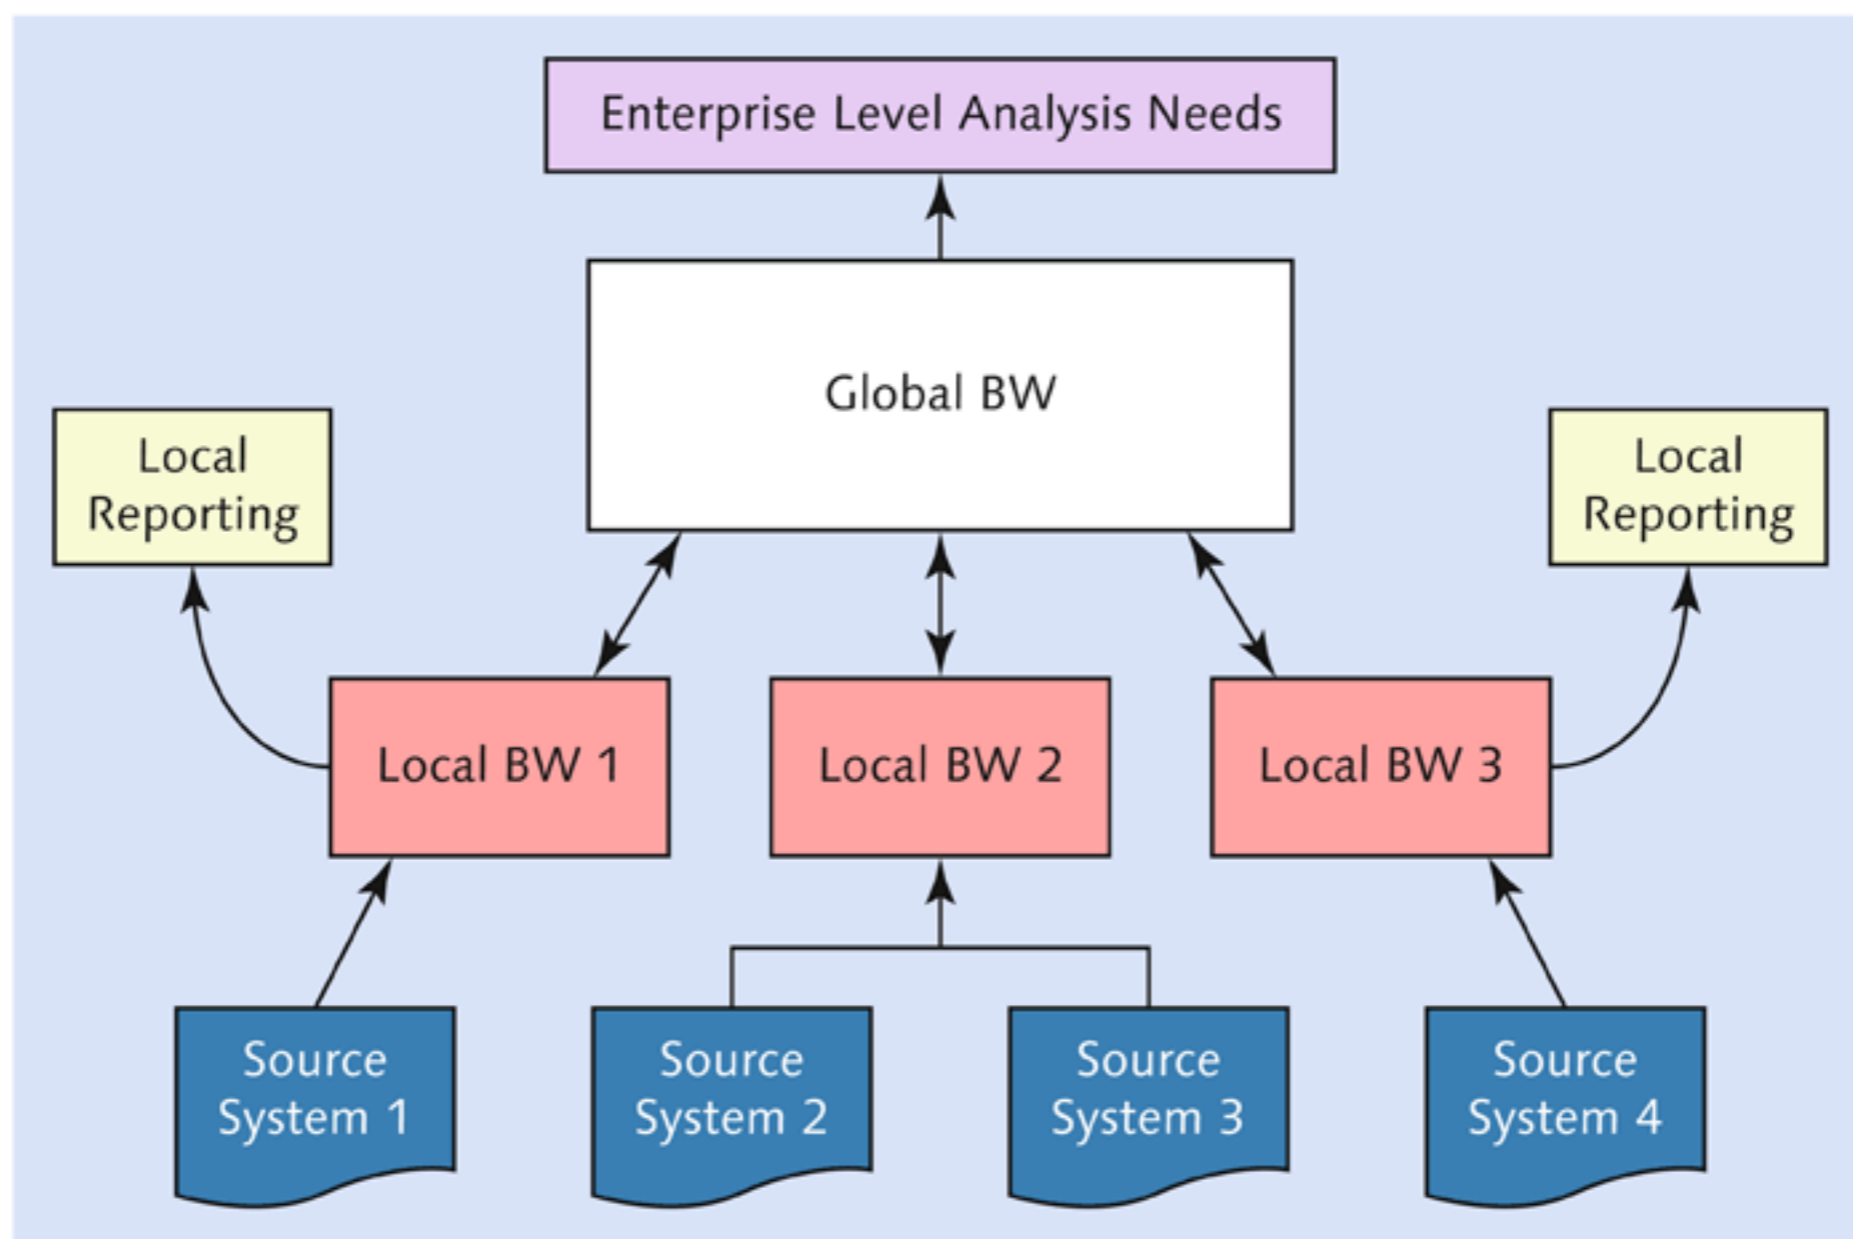 Enterprise Level Analysis Needs
Global BW
Local
Reporting
Local
Reporting
Local BW 1
Local BW 2
Local BW 3
Source
System 1
Source
System 2
Source
System 3
Source
System 4